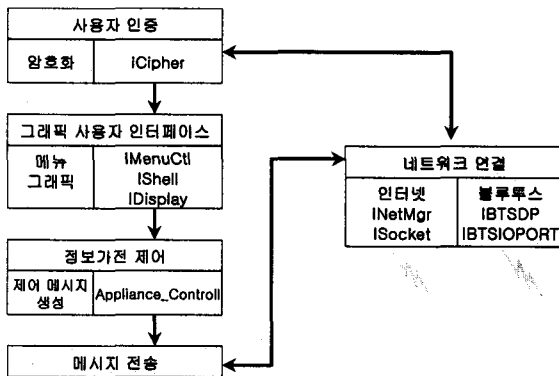 사용자 인증
암호화
ICipher
그래픽 사용자 인터페이스
메뉴
그래픽
IMenuCtl
IShell
IDisplay
정보가전 제어
제어 메시지
생성
Appliance_Controll
메시지 전송
네트워크 연결
인터넷
INetMgr
ISocket
블루투스
IBTSDP
IBTSIOPORT